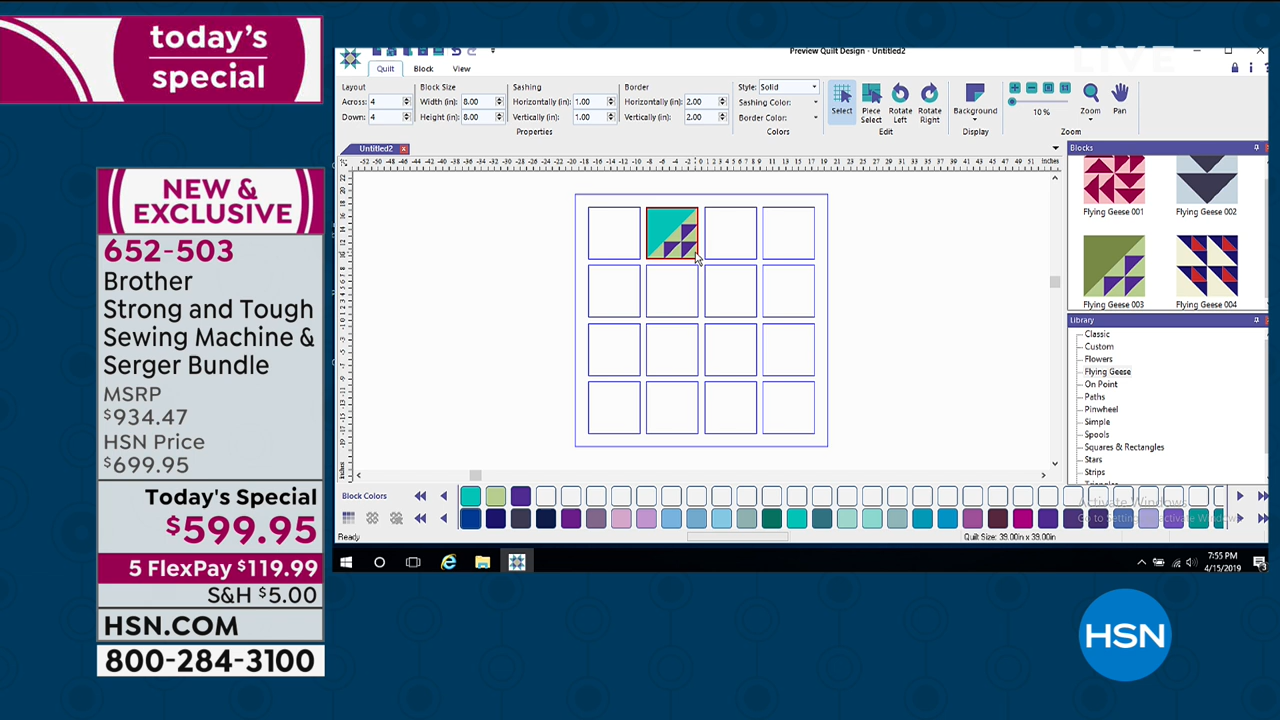 today's
special
NEW &
EXCLUSIVE
652-503
Brother
Strong and Tough
Sewing Machine &
Serger Bundle
MSRP
$934.47
HSN Price
$699.95
Today's Special
$599.95
5 FlexPay $119.99
S&H $5.00
HSN.COM
800-284-3100
Preview Quilt Design - Untitled2
LIVE
Quilt Block View
Layout Block Size Sashing Border
Across: 4 Width (in): 8.00 Horizontally (in): 1.00 Horizontally (in): 2.00
Down: 4 Height (in): 8.00 Vertically (in): 1.00 Vertically (in): 2.00
Properties
Style: Solid
Sashing Color:
Border Color:
Colors
Select
Piece
Select
Rotate
Left
Rotate
Right
Edit
Background
Display
10%
Zoom
Pan
Zoom
Untitled2
Inches
Blocks
Flying Geese 001 Flying Geese 002
Flying Geese 003 Flying Geese 004
Library
Classic
Custom
Flowers
Flying Geese
On Point
Paths
Pinwheel
Simple
Spools
Squares & Rectangles
Stars
Strips
Block Colors
Activate Windows
Ready
Quilt Size: 39.00in x 39.00in
7:55 PM
4/15/2019
HSN